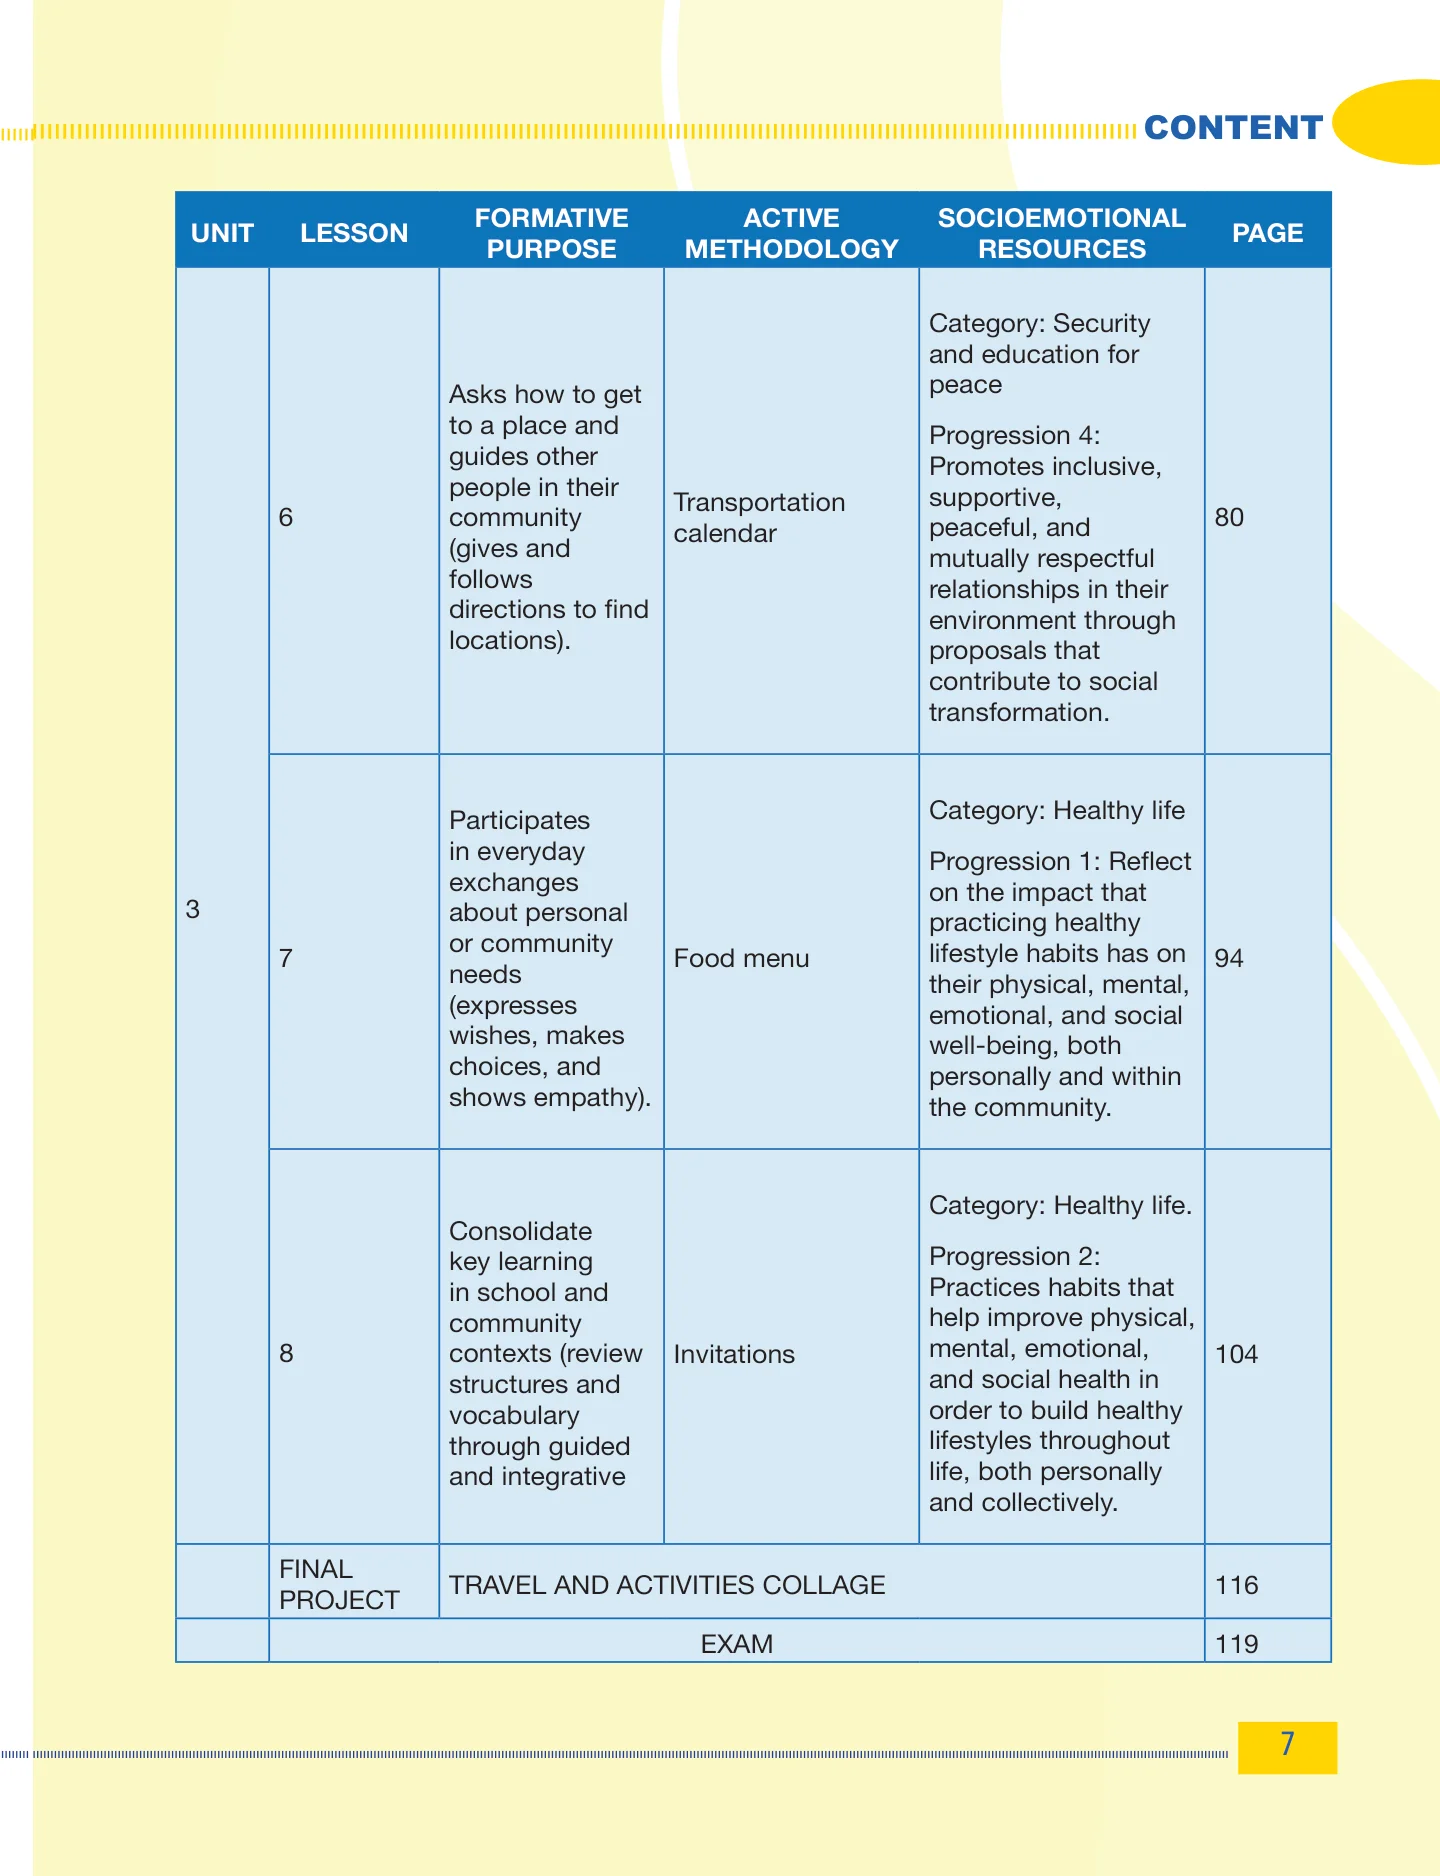 CONTENT
UNIT
LESSON
FORMATIVE
PURPOSE
ACTIVE
METHODOLOGY
SOCIOEMOTIONAL
RESOURCES
PAGE
3
6
Asks how to get
to a place and
guides other
people in their
community
(gives and
follows
directions to find
locations).
Transportation
calendar
Category: Security
and education for
peace
Progression 4:
Promotes inclusive,
supportive,
peaceful, and
mutually respectful
relationships in their
environment through
proposals that
contribute to social
transformation.
80
7
Participates
in everyday
exchanges
about personal
or community
needs
(expresses
wishes, makes
choices, and
shows empathy).
Food menu
Category: Healthy life
Progression 1: Reflect
on the impact that
practicing healthy
lifestyle habits has on
their physical, mental,
emotional, and social
well-being, both
personally and within
the community.
94
8
Consolidate
key learning
in school and
community
contexts (review
structures and
vocabulary
through guided
and integrative
Invitations
Category: Healthy life.
Progression 2:
Practices habits that
help improve physical,
mental, emotional,
and social health in
order to build healthy
lifestyles throughout
life, both personally
and collectively.
104
FINAL
PROJECT
TRAVEL AND ACTIVITIES COLLAGE
116
EXAM
119
7